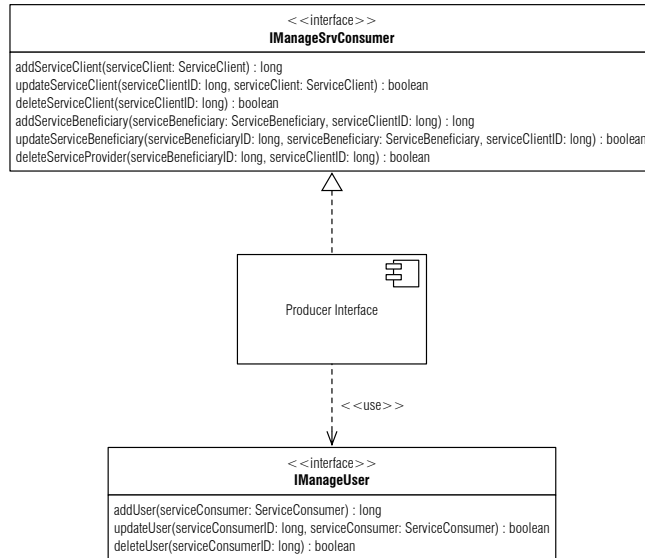 <<interface>>
IManageSrvConsumer
addServiceClient(serviceClient: ServiceClient) : long
updateServiceClient(serviceClientID: long, serviceClient: ServiceClient) : boolean
deleteServiceClient(serviceClientID: long) : boolean
addServiceBeneficiary(serviceBeneficiary: ServiceBeneficiary, serviceClientID: long) : long
updateServiceBeneficiary(serviceBeneficiaryID: long, serviceBeneficiary: ServiceBeneficiary, serviceClientID: long) : boolean
deleteServiceProvider(serviceBeneficiaryID: long, serviceClientID: long) : boolean
Producer Interface
<<use>>
<<interface>>
IManageUser
addUser(serviceConsumer: ServiceConsumer) : long
updateUser(serviceConsumerID: long, serviceConsumer: ServiceConsumer) : boolean
deleteUser(serviceConsumerID: long) : boolean